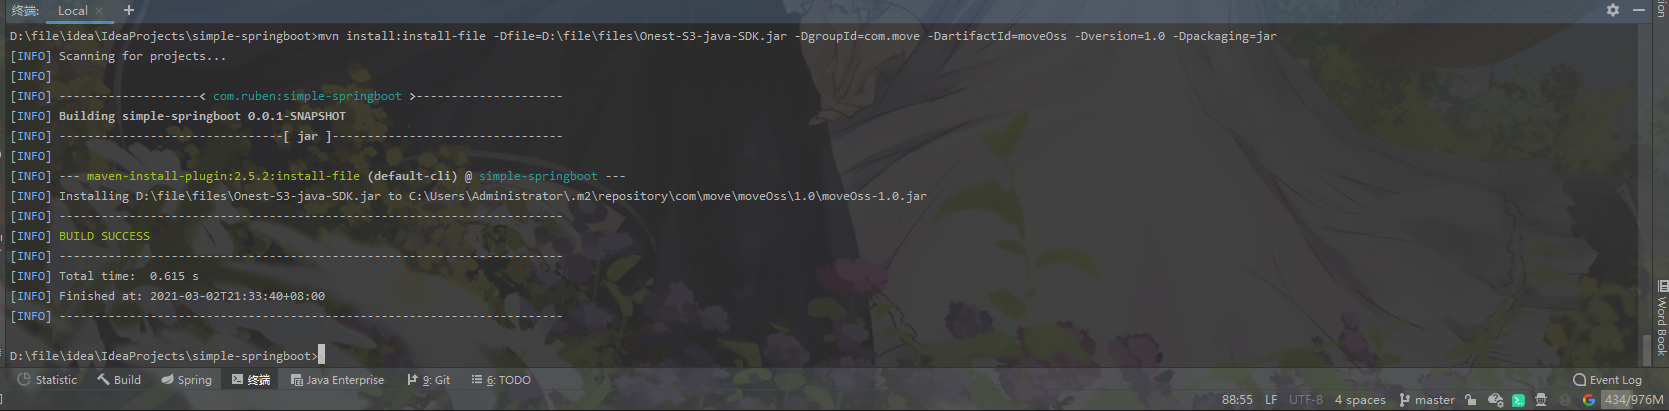 终端: Local × +
D:\file\idea\IdeaProjects\simple-springboot>mvn install:install-file -Dfile=D:\file\files\Onest-S3-java-SDK.jar -DgroupId=com.move -DartifactId=moveOss -Dversion=1.0 -Dpackaging=jar
[INFO] Scanning for projects...
[INFO]
[INFO] --------------------< com.ruben:simple-springboot >---------------------
[INFO] Building simple-springboot 0.0.1-SNAPSHOT
[INFO] --------------------------------[ jar ]---------------------------------
[INFO]
[INFO] --- maven-install-plugin:2.5.2:install-file (default-cli) @ simple-springboot ---
[INFO] Installing D:\file\files\Onest-S3-java-SDK.jar to C:\Users\Administrator\.m2\repository\com\move\moveOss\1.0\moveOss-1.0.jar
[INFO] ------------------------------------------------------------------------
[INFO] BUILD SUCCESS
[INFO] ------------------------------------------------------------------------
[INFO] Total time:  0.615 s
[INFO] Finished at: 2021-03-02T21:33:40+08:00
[INFO] ------------------------------------------------------------------------
D:\file\idea\IdeaProjects\simple-springboot>
Word Book
Statistic Build Spring 终端 Java Enterprise 9: Git 6: TODO Event Log
88:55 LF UTF-8 4 spaces master 434/976M